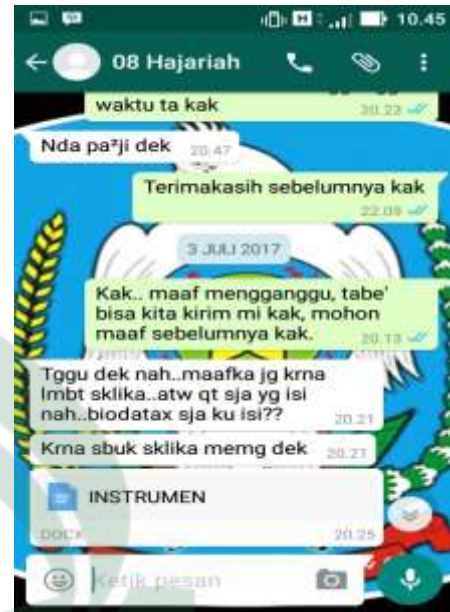 10.45
08 Hajariah
waktu ta kak
20.23
Nda pa²ji dek
20.47
Terimakasih sebelumnya kak
22.09
3 JULI 2017
Kak.. maaf mengganggu, tabe'
bisa kita kirim mi kak, mohon
maaf sebelumnya kak.
20.13
Tggu dek nah..maafka jg krna
lmbt sklika..atw qt sja yg isi
nah..biodatax sja ku isi??
20.21
Krna sbuk sklika memg dek
20.21
INSTRUMEN
DOCX
20.25
Ketik pesan